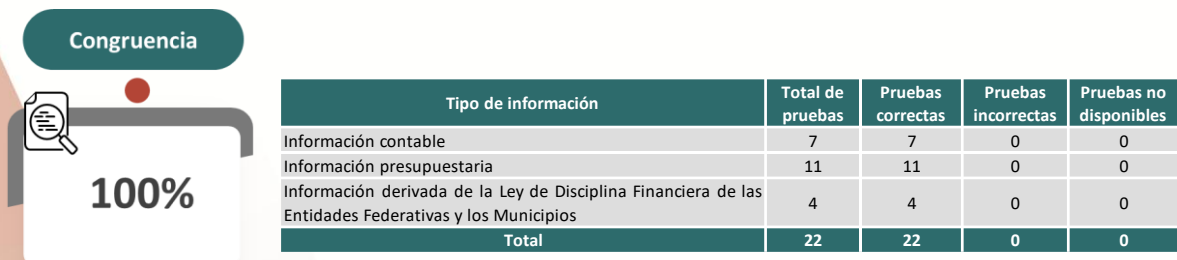 Congruencia
100%
Tipo de información Total de pruebas Pruebas correctas Pruebas incorrectas Pruebas no disponibles
Información contable 7 7 0 0
Información presupuestaria 11 11 0 0
Información derivada de la Ley de Disciplina Financiera de las
Entidades Federativas y los Municipios 4 4 0 0
Total 22 22 0 0